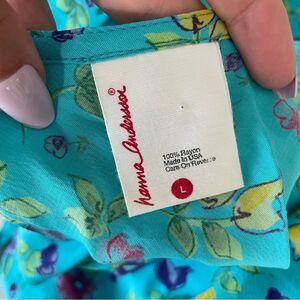 hanna Andersson®
100% Rayon
Made In USA
Care On Reverse
L